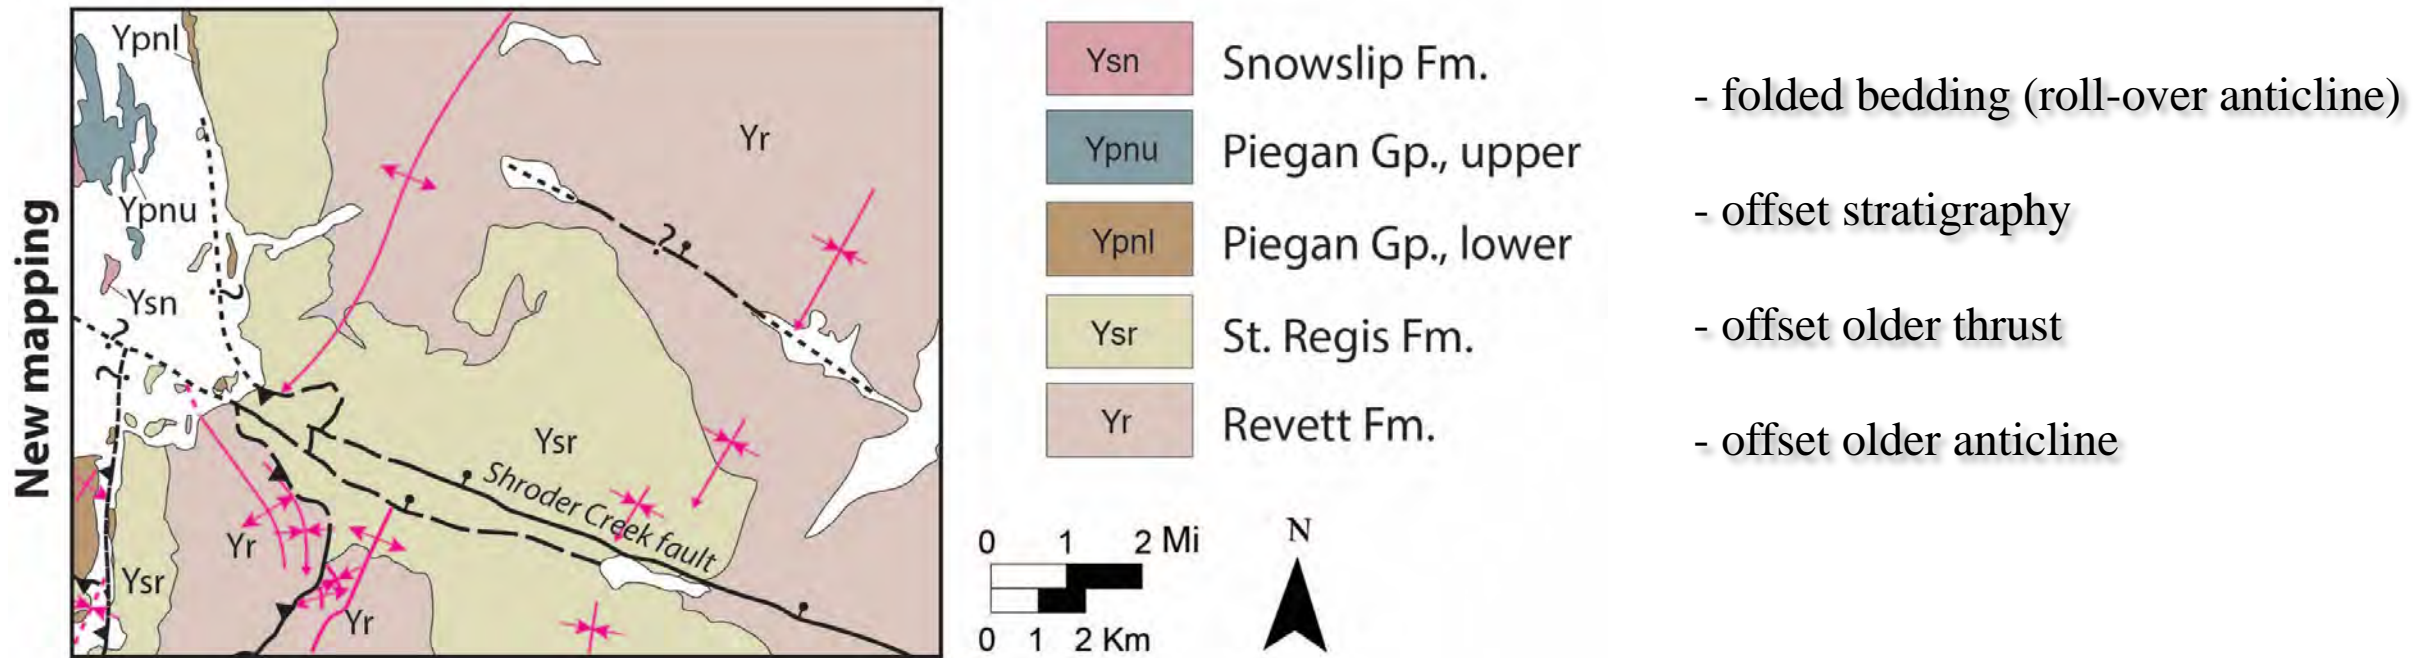 New mapping
Ypnl
Yr
Ypnu
?
?
Ysn
?
?
Ysr
Shroder Creek fault
Yr
Ysr
Yr
Ysn Snowslip Fm.
Ypnu Piegan Gp., upper
Ypnl Piegan Gp., lower
Ysr St. Regis Fm.
Yr Revett Fm.
0 1 2 Mi
0 1 2 Km
N
- folded bedding (roll-over anticline)
- offset stratigraphy
- offset older thrust
- offset older anticline